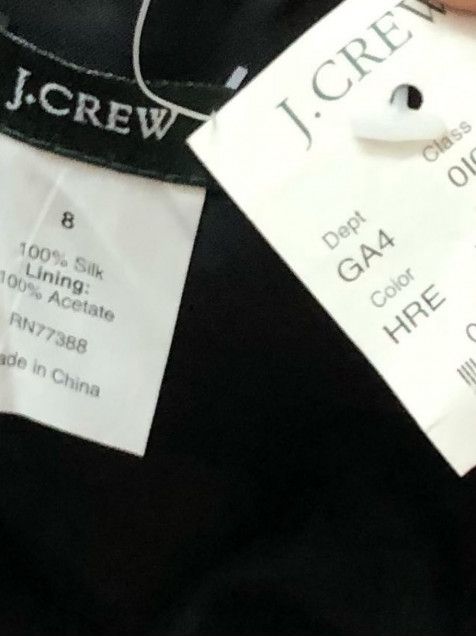 J.CREW
8
100% Silk
Lining:
100% Acetate
RN77388
ade in China
J.CREW
Class
Dept
GA4
Color
HRE